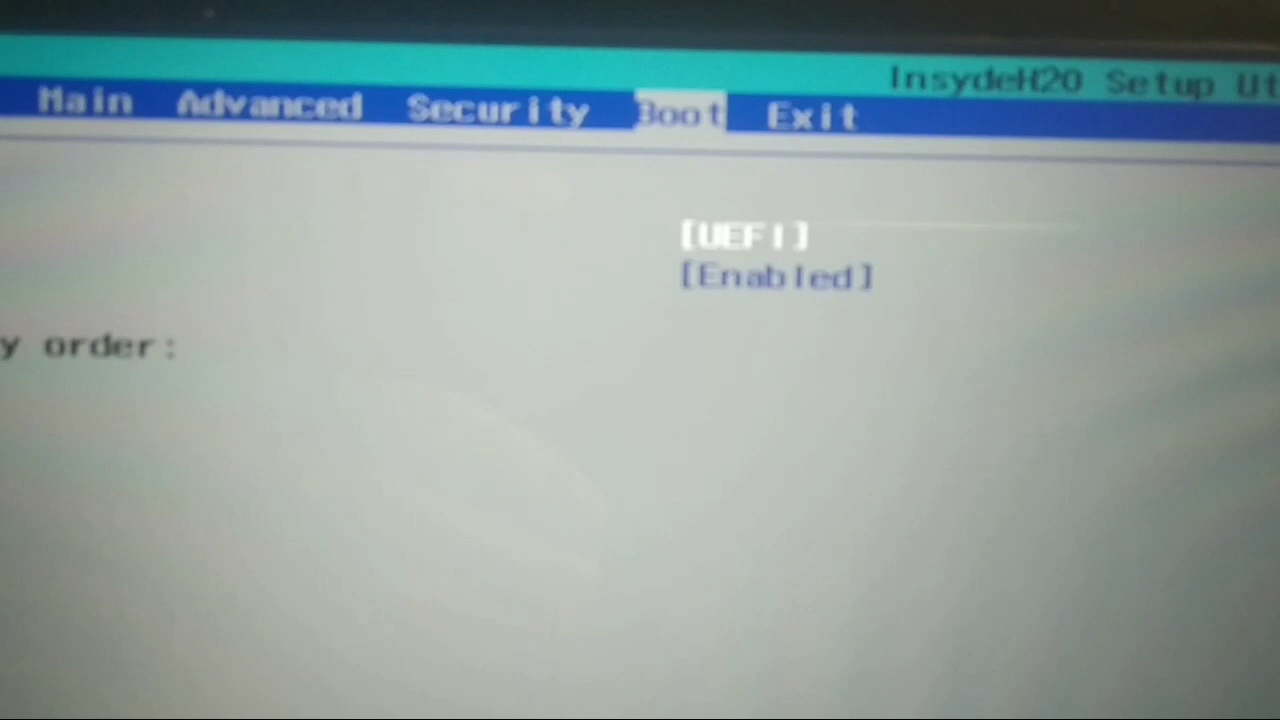 InsydeH20 Setup Ut
Main Advanced Security Boot Exit
[UEFI]
[Enabled]
y order: